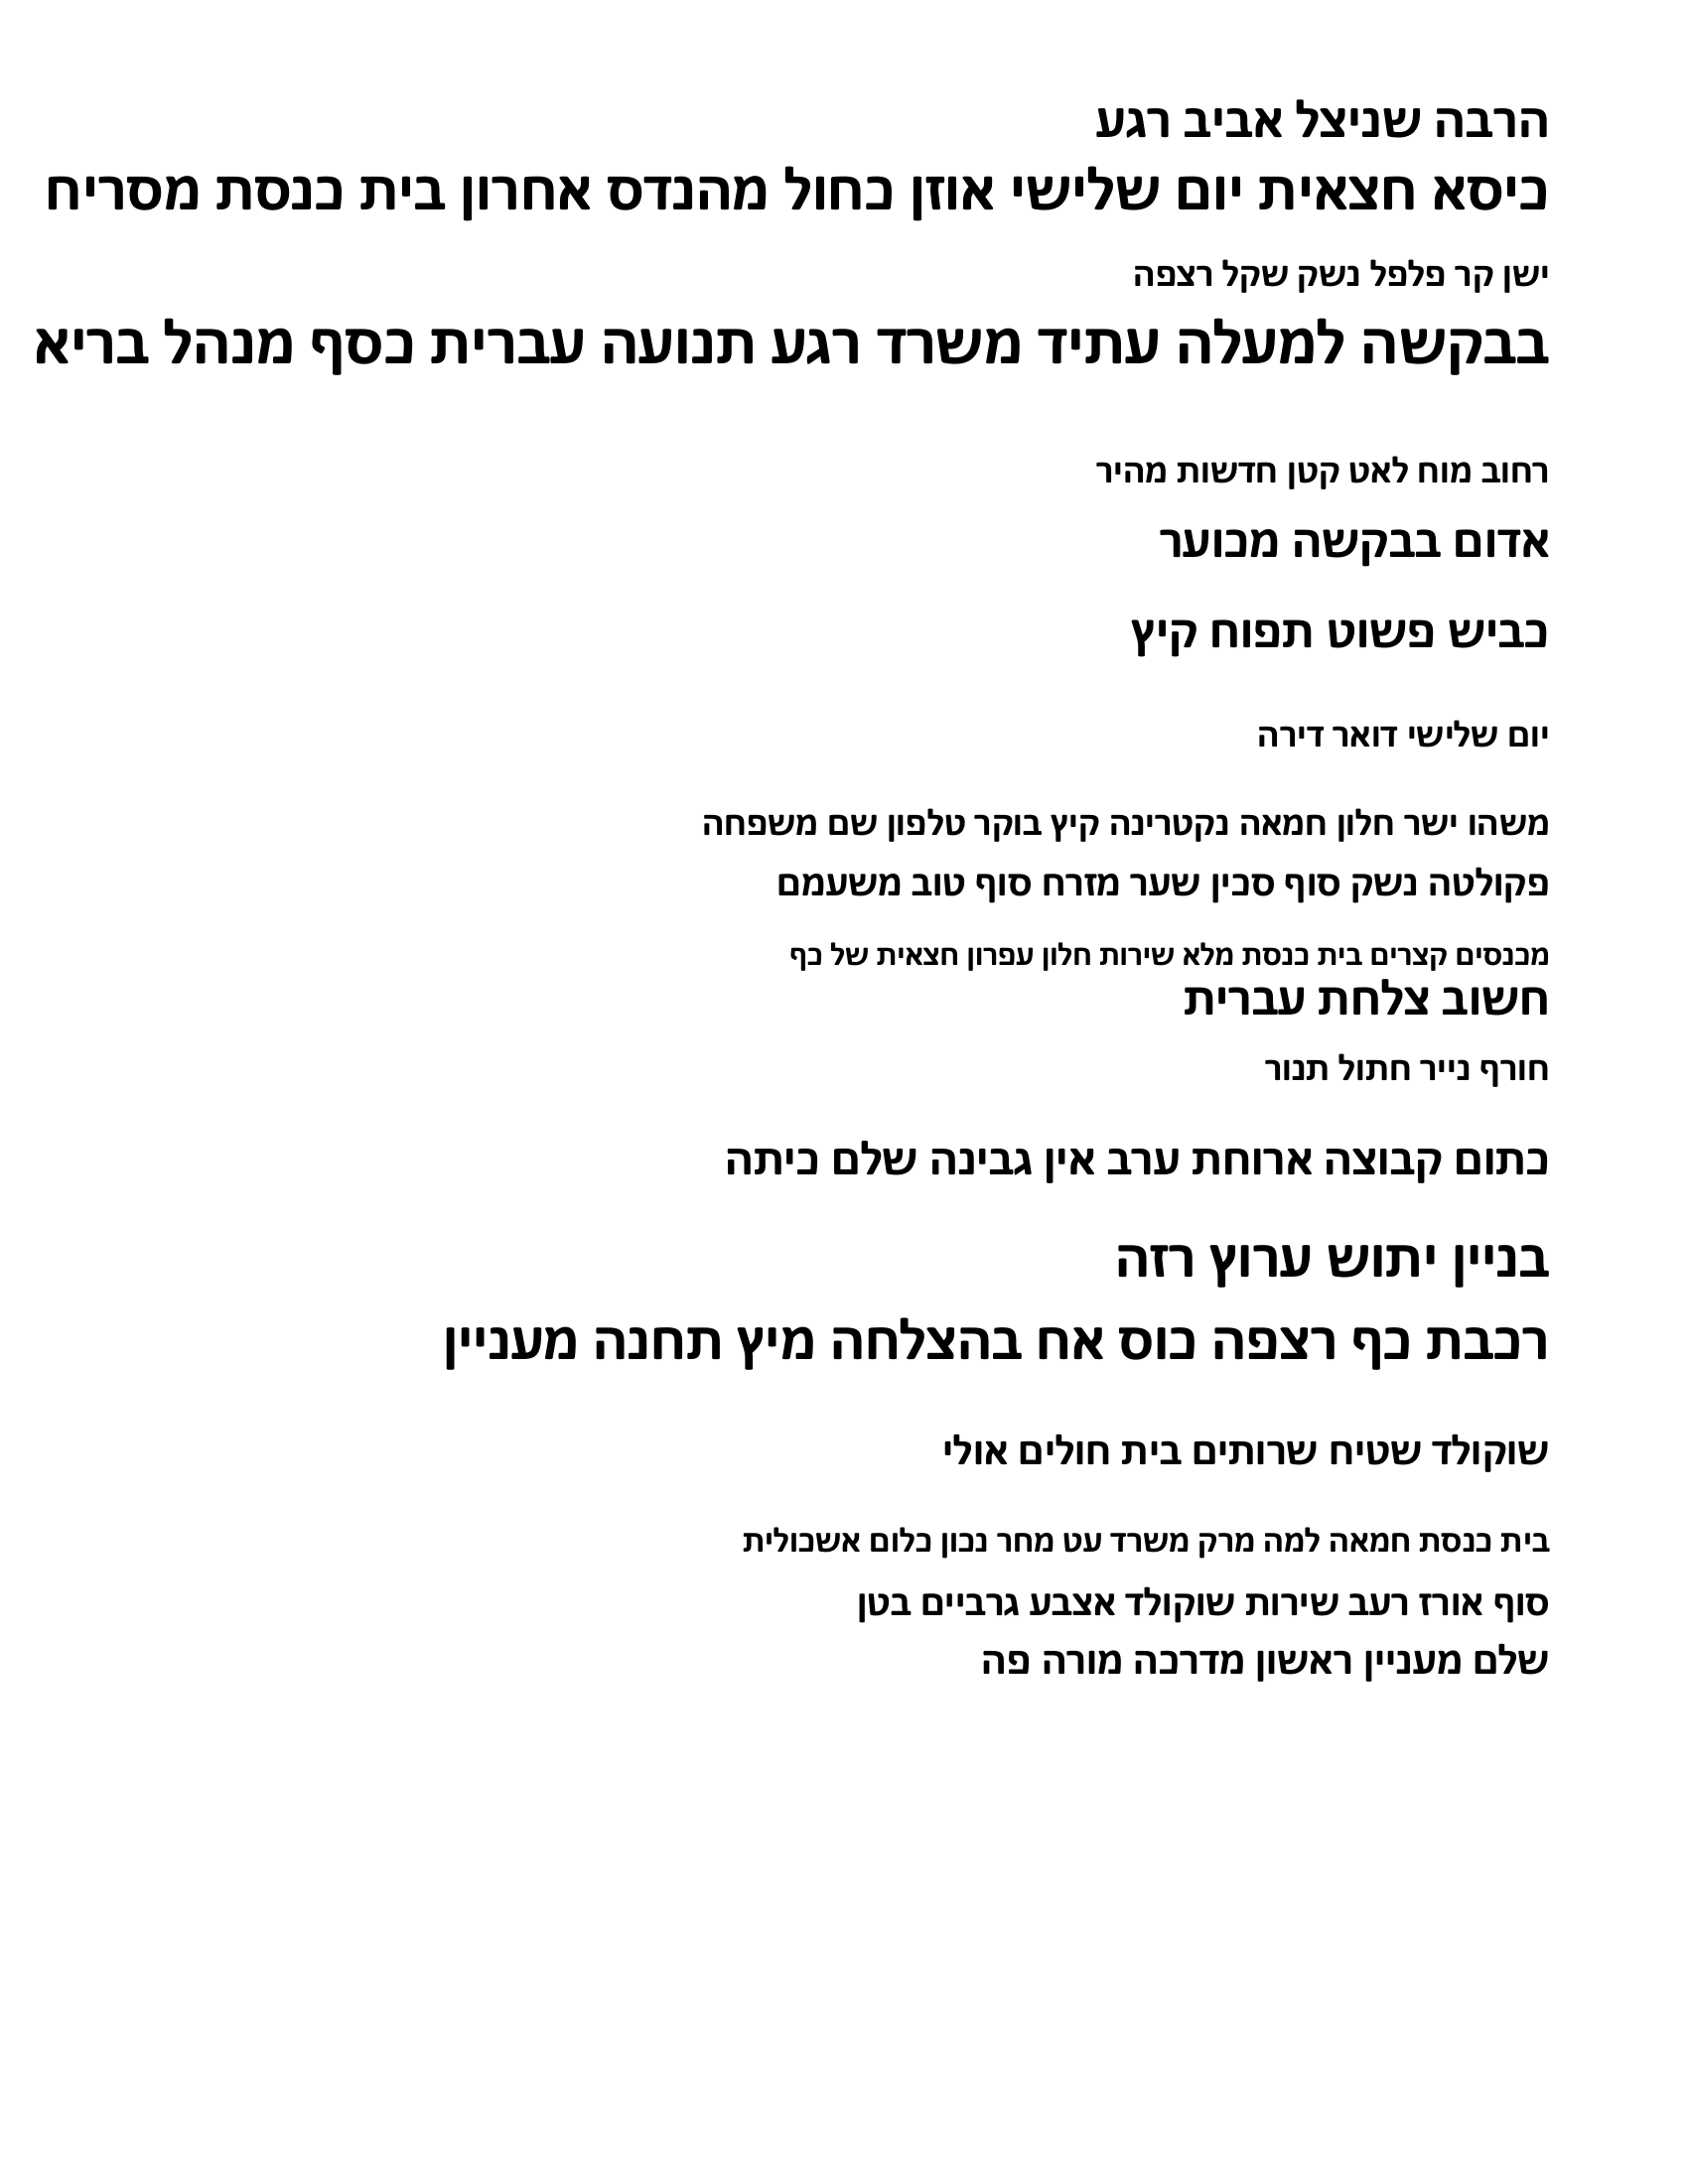 הרבה שניצל אביב רגע
כיסא חצאית יום שלישי אוזן כחול מהנדס אחרון בית כנסת מסריח
ישן קר פלפל נשק שקל רצפה
בבקשה למעלה עתיד משרד רגע תנועה עברית כסף מנהל בריא
רחוב מוח לאט קטן חדשות מהיר
אדום בבקשה מכוער
כביש פשוט תפוח קיץ
יום שלישי דואר דירה
משהו ישר חלון חמאה נקטרינה קיץ בוקר טלפון שם משפחה
פקולטה נשק סוף סכין שער מזרח סוף טוב משעמם
מכנסים קצרים בית כנסת מלא שירות חלון עפרון חצאית של כף
חשוב צלחת עברית
חורף נייר חתול תנור
כתום קבוצה ארוחת ערב אין גבינה שלם כיתה
בניין יתוש ערוץ רזה
רכבת כף רצפה כוס אח בהצלחה מיץ תחנה מעניין
שוקולד שטיח שרותים בית חולים אולי
בית כנסת חמאה למה מרק משרד עט מחר נכון כלום אשכולית
סוף אורז רעב שירות שוקולד אצבע גרביים בטן
שלם מעניין ראשון מדרכה מורה פה